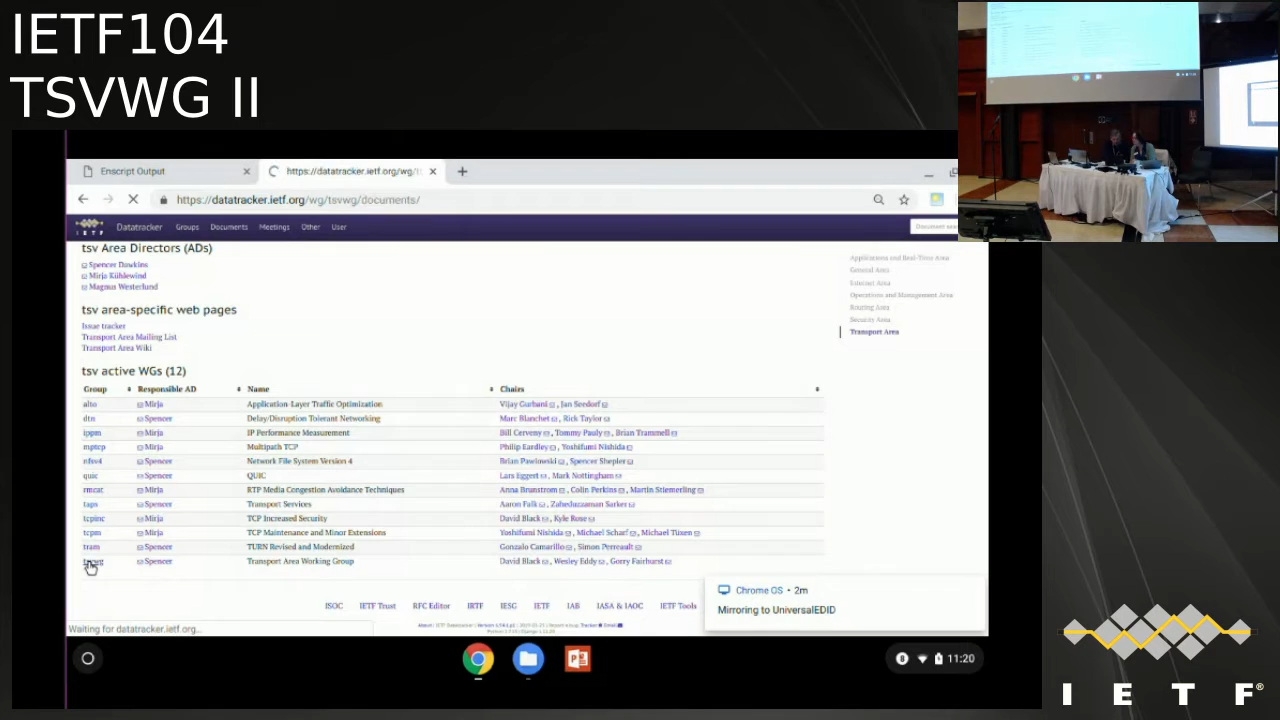 IETF104
TSVWG II
Enscript Output
https://datatracker.ietf.org/wg/t
https://datatracker.ietf.org/wg/tsvwg/documents/
IETF
Datatracker Groups Documents Meetings Other User
tsv Area Directors (ADs)
Spencer Dawkins
Mirja Kühlewind
Magnus Westerlund
Applications and Real-Time Area
General Area
Internet Area
Operations and Management Area
Routing Area
Security Area
Transport Area
tsv area-specific web pages
Issue tracker
Transport Area Mailing List
Transport Area Wiki
tsv active WGs (12)
Group Responsible AD Name Chairs
alto Mirja Application-Layer Traffic Optimization Vijay Gurbani , Jan Seedorf
dtn Spencer Delay/Disruption Tolerant Networking Marc Blanchet , Rick Taylor
ippm Mirja IP Performance Measurement Bill Cerveny , Tommy Pauly , Brian Trammell
mptcp Mirja Multipath TCP Philip Eardley , Yoshifumi Nishida
nfsv4 Spencer Network File System Version 4 Brian Pawlowski , Spencer Shepler
quic Spencer QUIC Lars Eggert , Mark Nottingham
rmcat Mirja RTP Media Congestion Avoidance Techniques Anna Brunstrom , Colin Perkins , Martin Stiemerling
taps Spencer Transport Services Aaron Falk , Zaheduzzaman Sarker
tcpinc Mirja TCP Increased Security David Black , Kyle Rose
tcpm Mirja TCP Maintenance and Minor Extensions Yoshifumi Nishida , Michael Scharf , Michael Tüxen
tram Spencer TURN Revised and Modernized Gonzalo Camarillo , Simon Perreault
Spencer Transport Area Working Group David Black , Wesley Eddy , Gorry Fairhurst
ISOC IETF Trust RFC Editor IRTF IESG IETF IAB IASA & IAOC IETF Tools
Chrome OS • 2m
Mirroring to UniversalEDID
Waiting for datatracker.ietf.org...
11:20
I E T F®